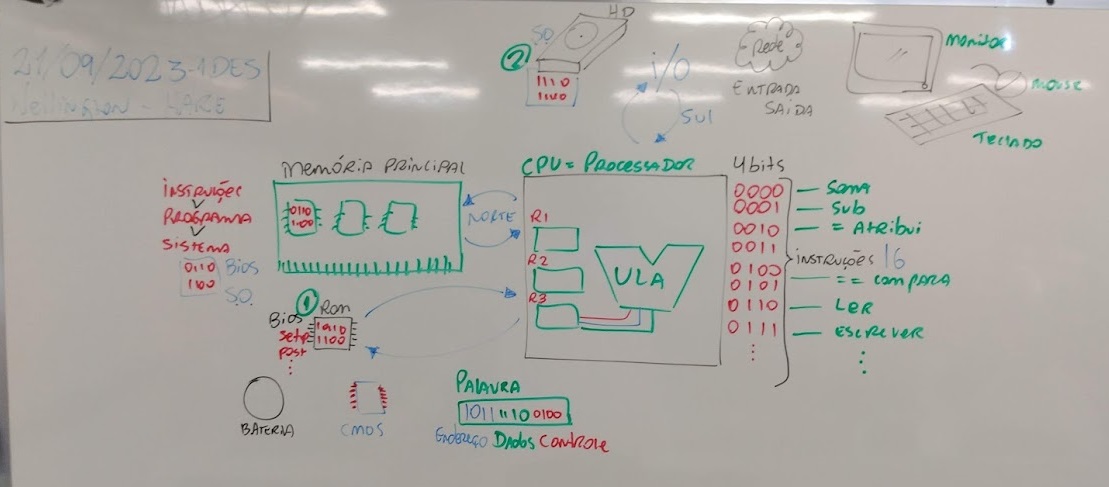 21/09/2023-1DES
Wellington - HARE
HD
S.O
2
1110
1100
i/o
Sul
Rede
ENTRADA
SAÍDA
monitor
mouse
TECLADO
memória PRINCIPAL
0110
1100
NORTE
CPU = PROCESSADOR
R1
R2
R3
ULA
4bits
0000 — Soma
0001 — Sub
0010 — = Atribui
0011
INSTRUÇÕES 16
0100
0101 — == comPARA
0110 — LER
0111 — ESCREVER
⋮ ⋮
iNSTRUÇÕES
PROGRAMA
SiSTEMA
0110
1100
Bios
S.O.
1
Rom
Bios
setup
post
⋮
1010
1100
BATERIA
CMOS
PALAVRA
1011 1110 0100
Endereço Dados Controle